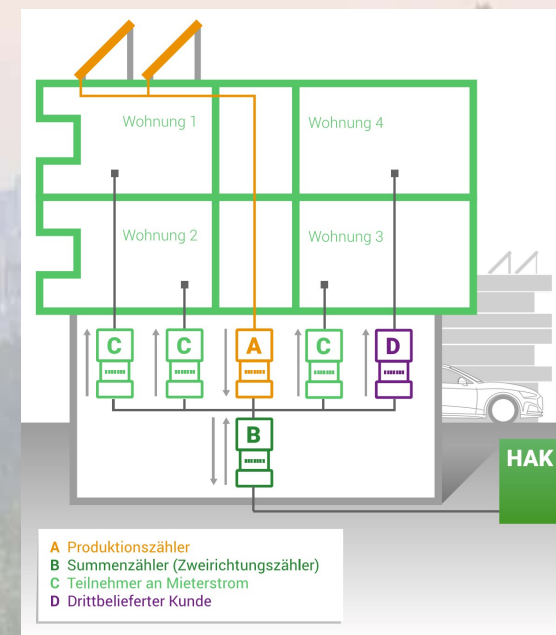 Wohnung 1
Wohnung 4
Wohnung 2
Wohnung 3
C
C
A
C
D
B
HAK
A Produktionszähler
B Summenzähler (Zweirichtungszähler)
C Teilnehmer an Mieterstrom
D Drittbelieferter Kunde